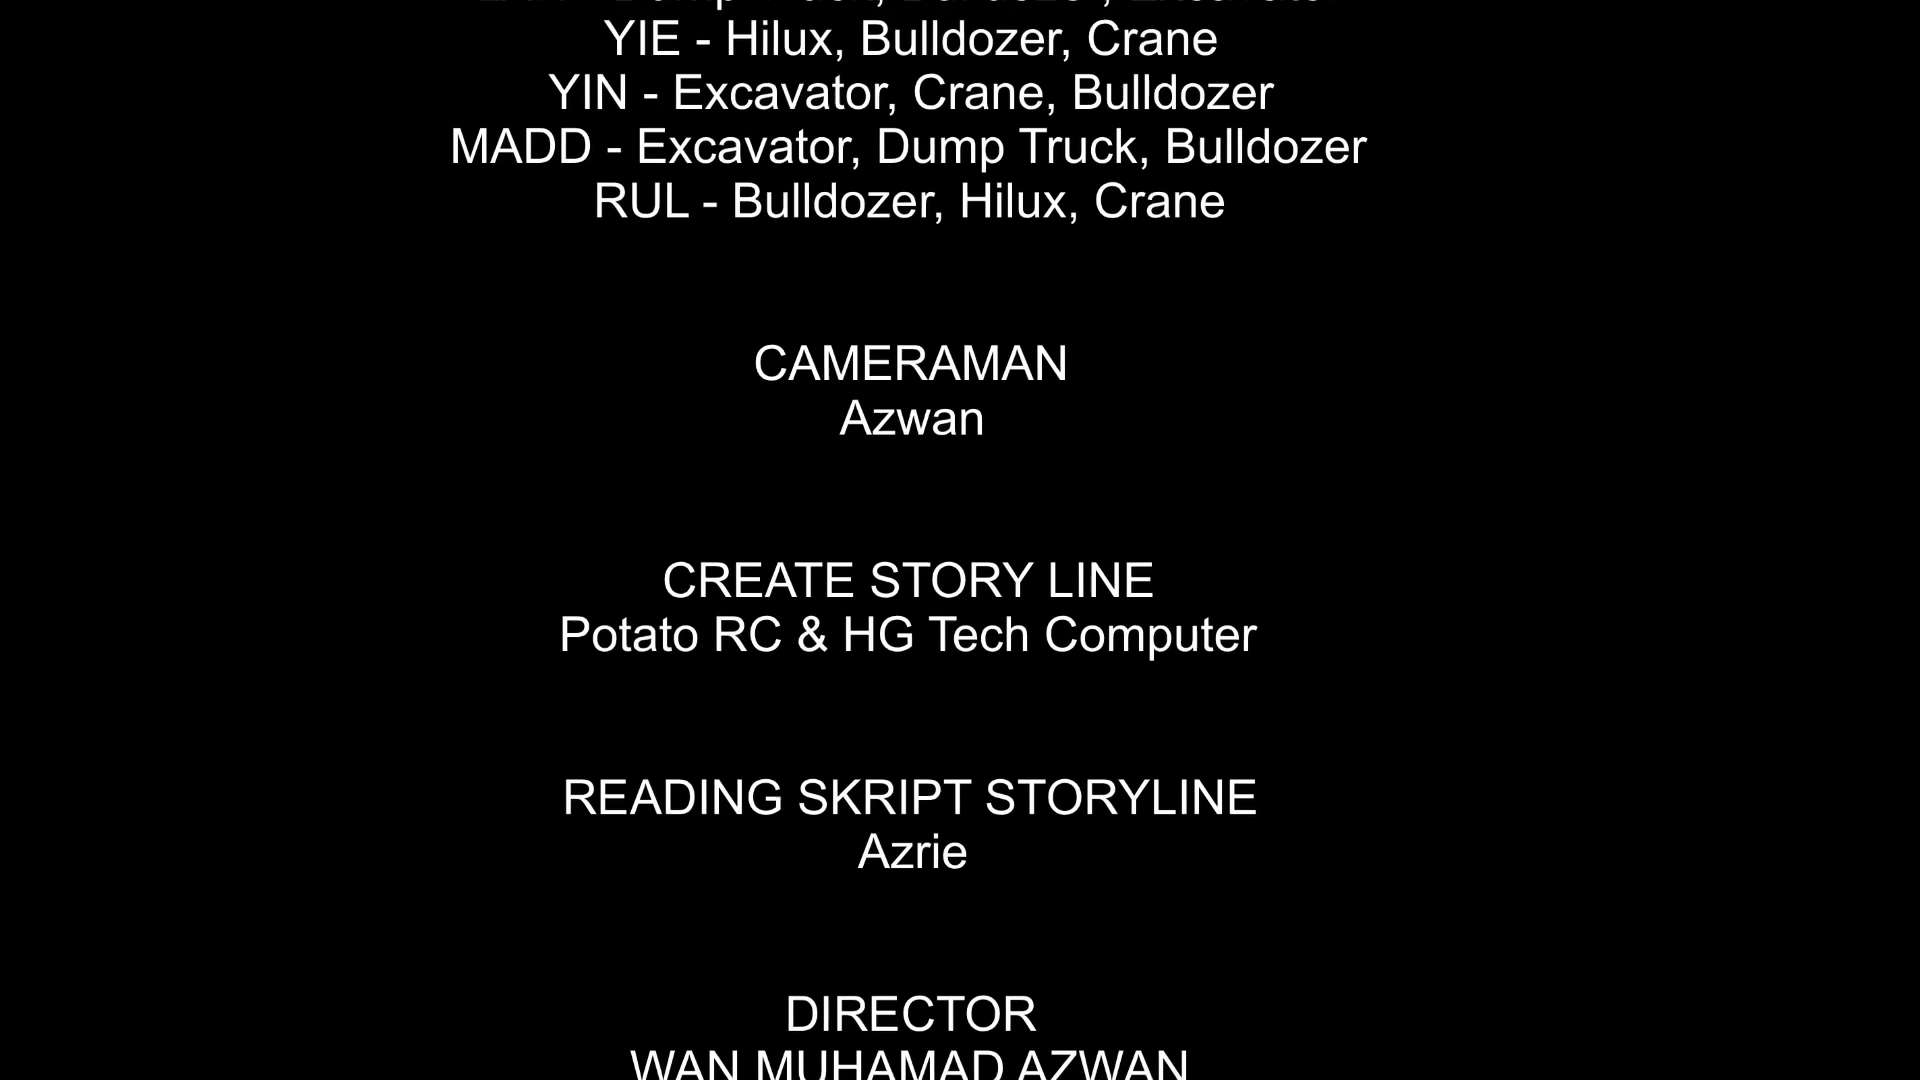 YIE - Hilux, Bulldozer, Crane
YIN - Excavator, Crane, Bulldozer
MADD - Excavator, Dump Truck, Bulldozer
RUL - Bulldozer, Hilux, Crane
CAMERAMAN
Azwan
CREATE STORY LINE
Potato RC & HG Tech Computer
READING SKRIPT STORYLINE
Azrie
DIRECTOR
WAN MUHAMAD AZWAN